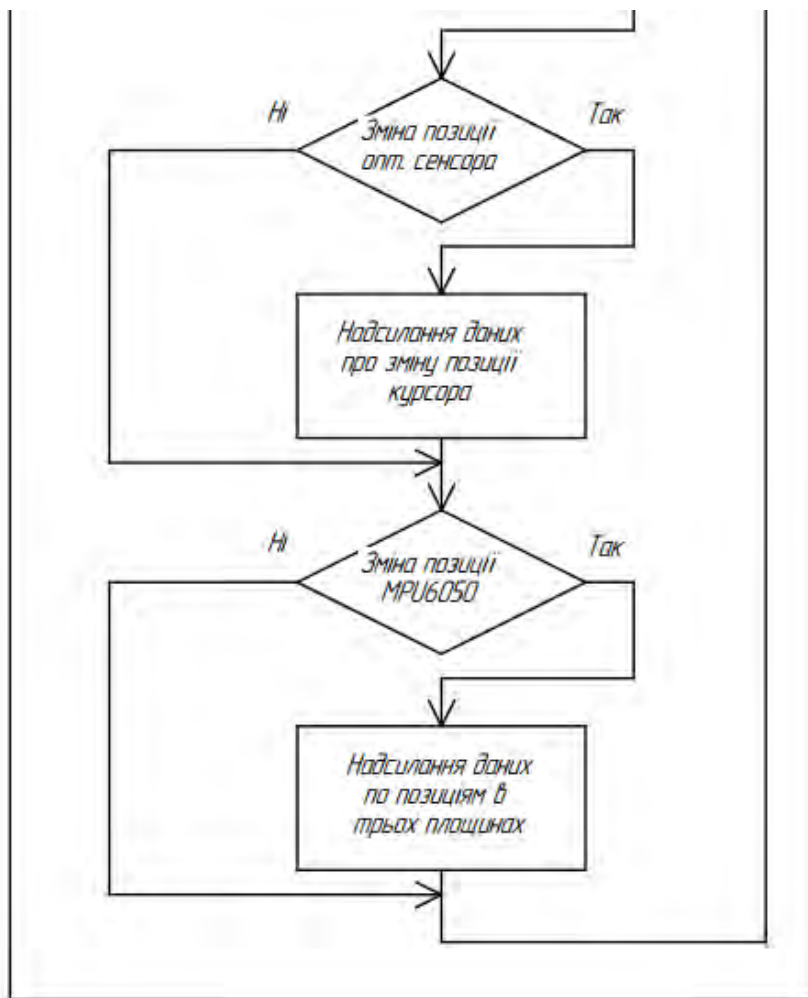 Ні
Так
Зміна позиції
опт. сенсора
Надсилання даних
про зміну позиції
курсора
Ні
Так
Зміна позиції
MPU6050
Надсилання даних
по позиціям в
трьох площинах